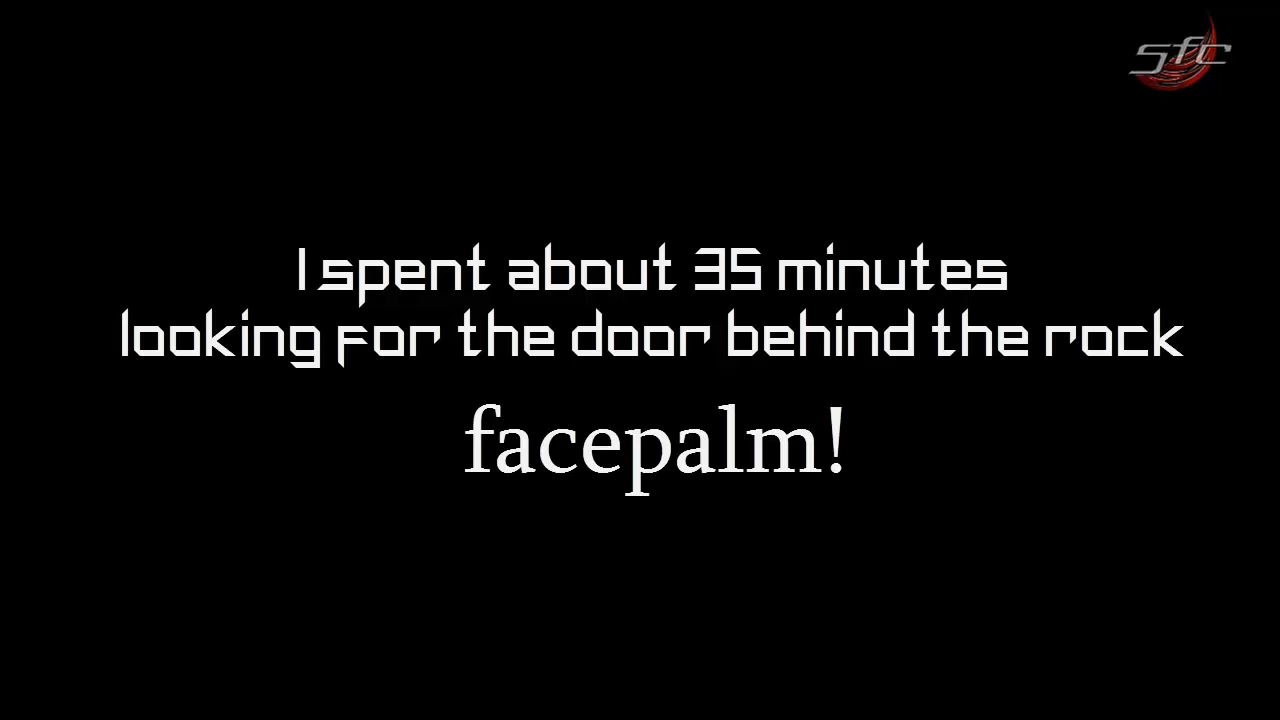 sfc
I spent about 35 minutes
looking for the door behind the rock
facepalm!